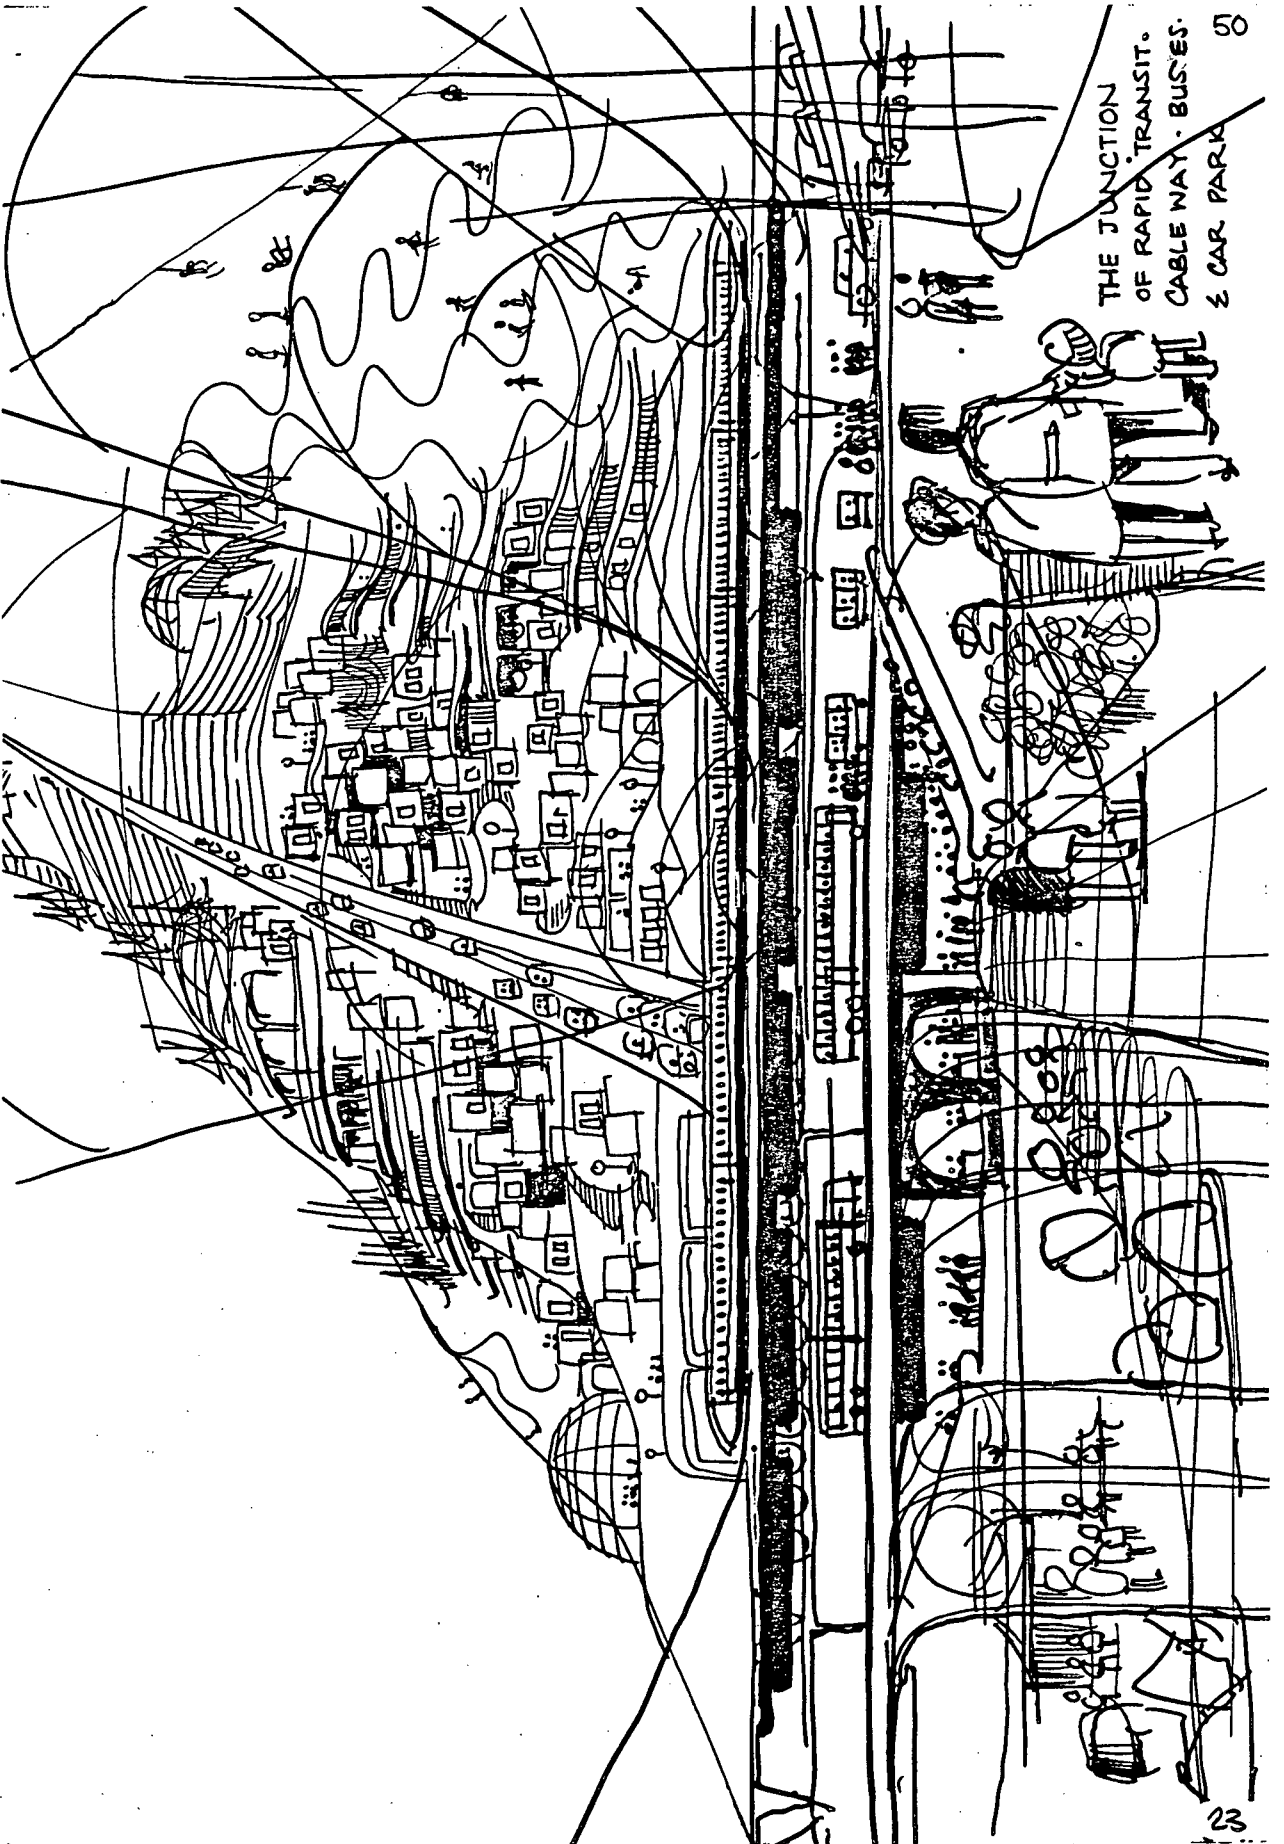 50
THE JUNCTION
OF RAPID TRANSIT.
CABLE WAY. BUSES.
& CAR PARK
23